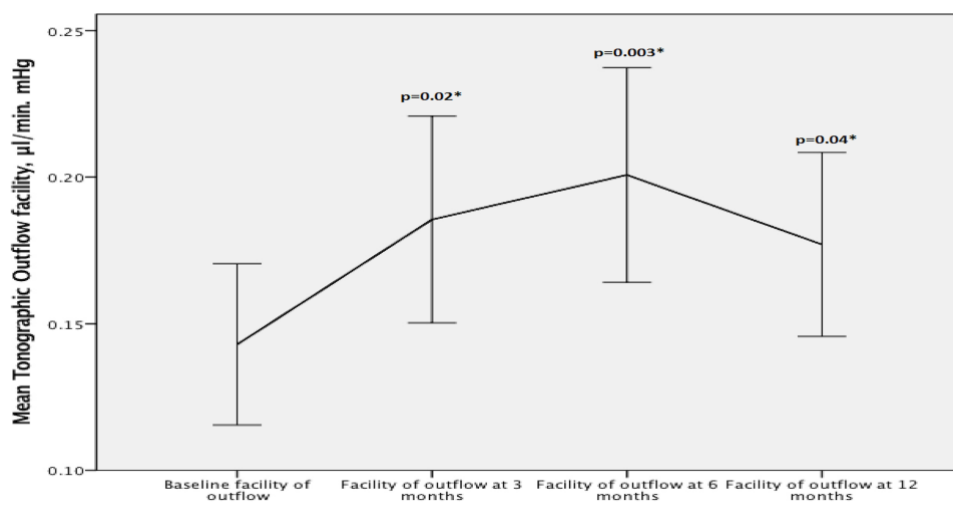 Mean Tonographic Outflow facility, µl/min. mHg
0.25
0.20
0.15
0.10
p=0.02*
p=0.003*
p=0.04*
Baseline facility of
outflow
Facility of outflow at 3
months
Facility of outflow at 6
months
Facility of outflow at 12
months